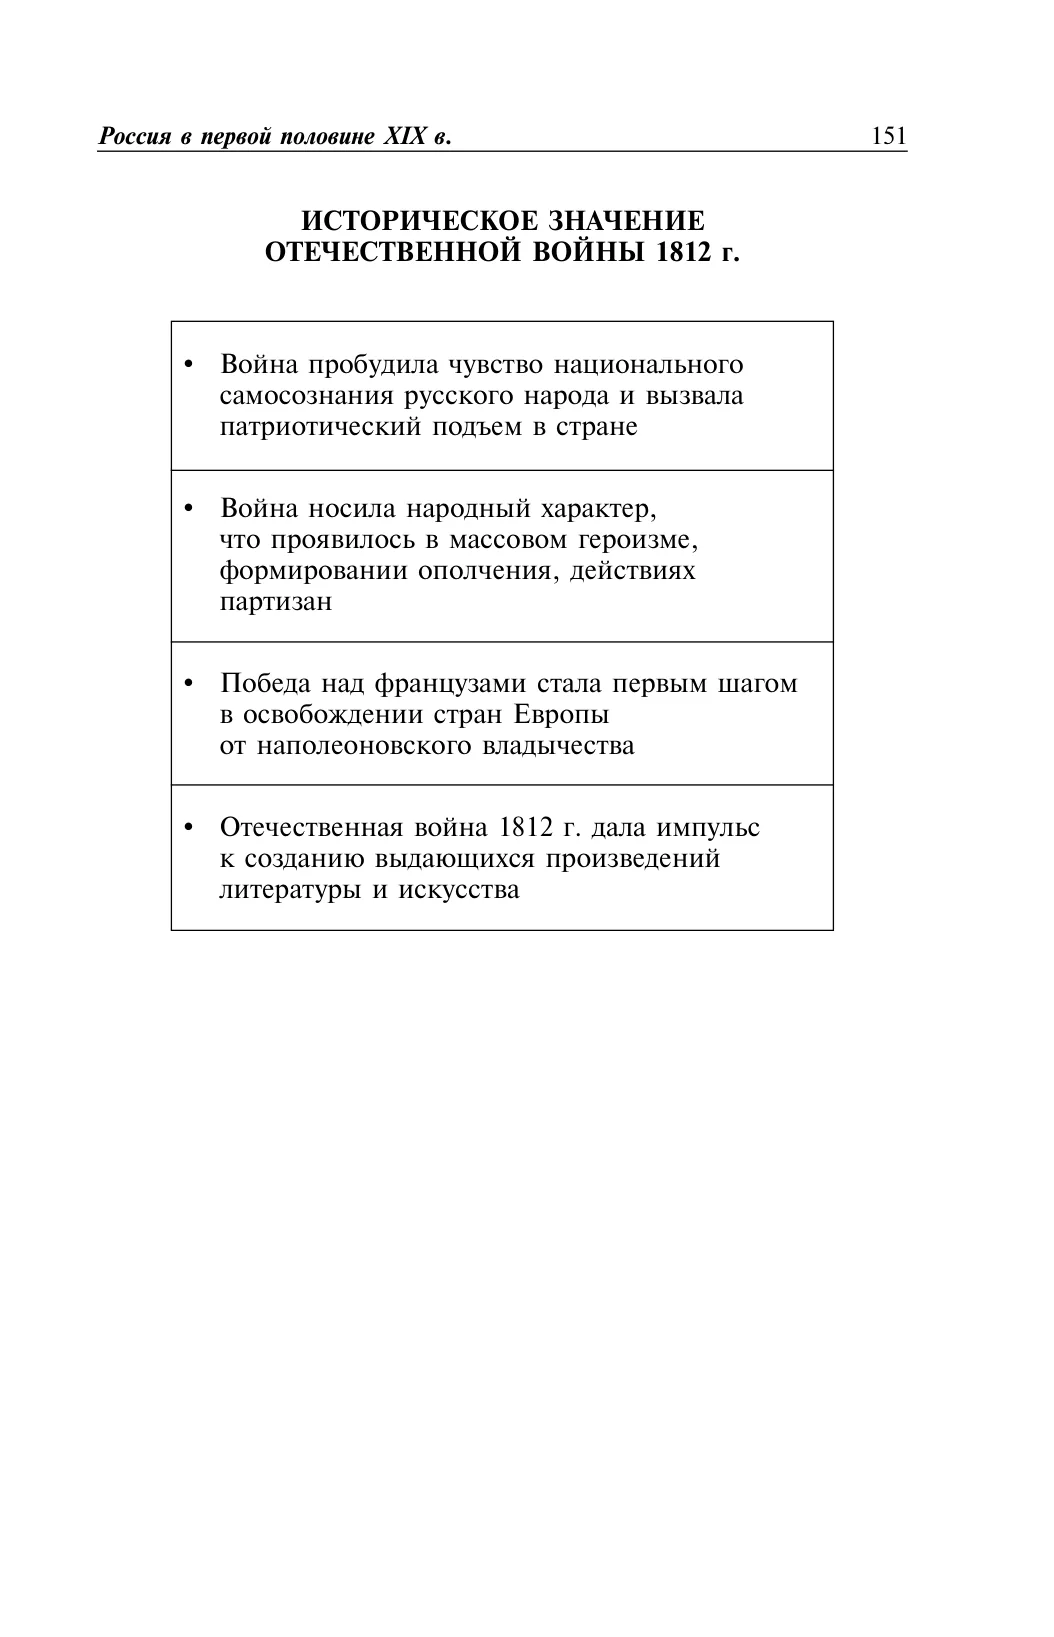 Россия в первой половине XIX в. 151
ИСТОРИЧЕСКОЕ ЗНАЧЕНИЕ
ОТЕЧЕСТВЕННОЙ ВОЙНЫ 1812 г.
• Война пробудила чувство национального
самосознания русского народа и вызвала
патриотический подъем в стране
• Война носила народный характер,
что проявилось в массовом героизме,
формировании ополчения, действиях
партизан
• Победа над французами стала первым шагом
в освобождении стран Европы
от наполеоновского владычества
• Отечественная война 1812 г. дала импульс
к созданию выдающихся произведений
литературы и искусства